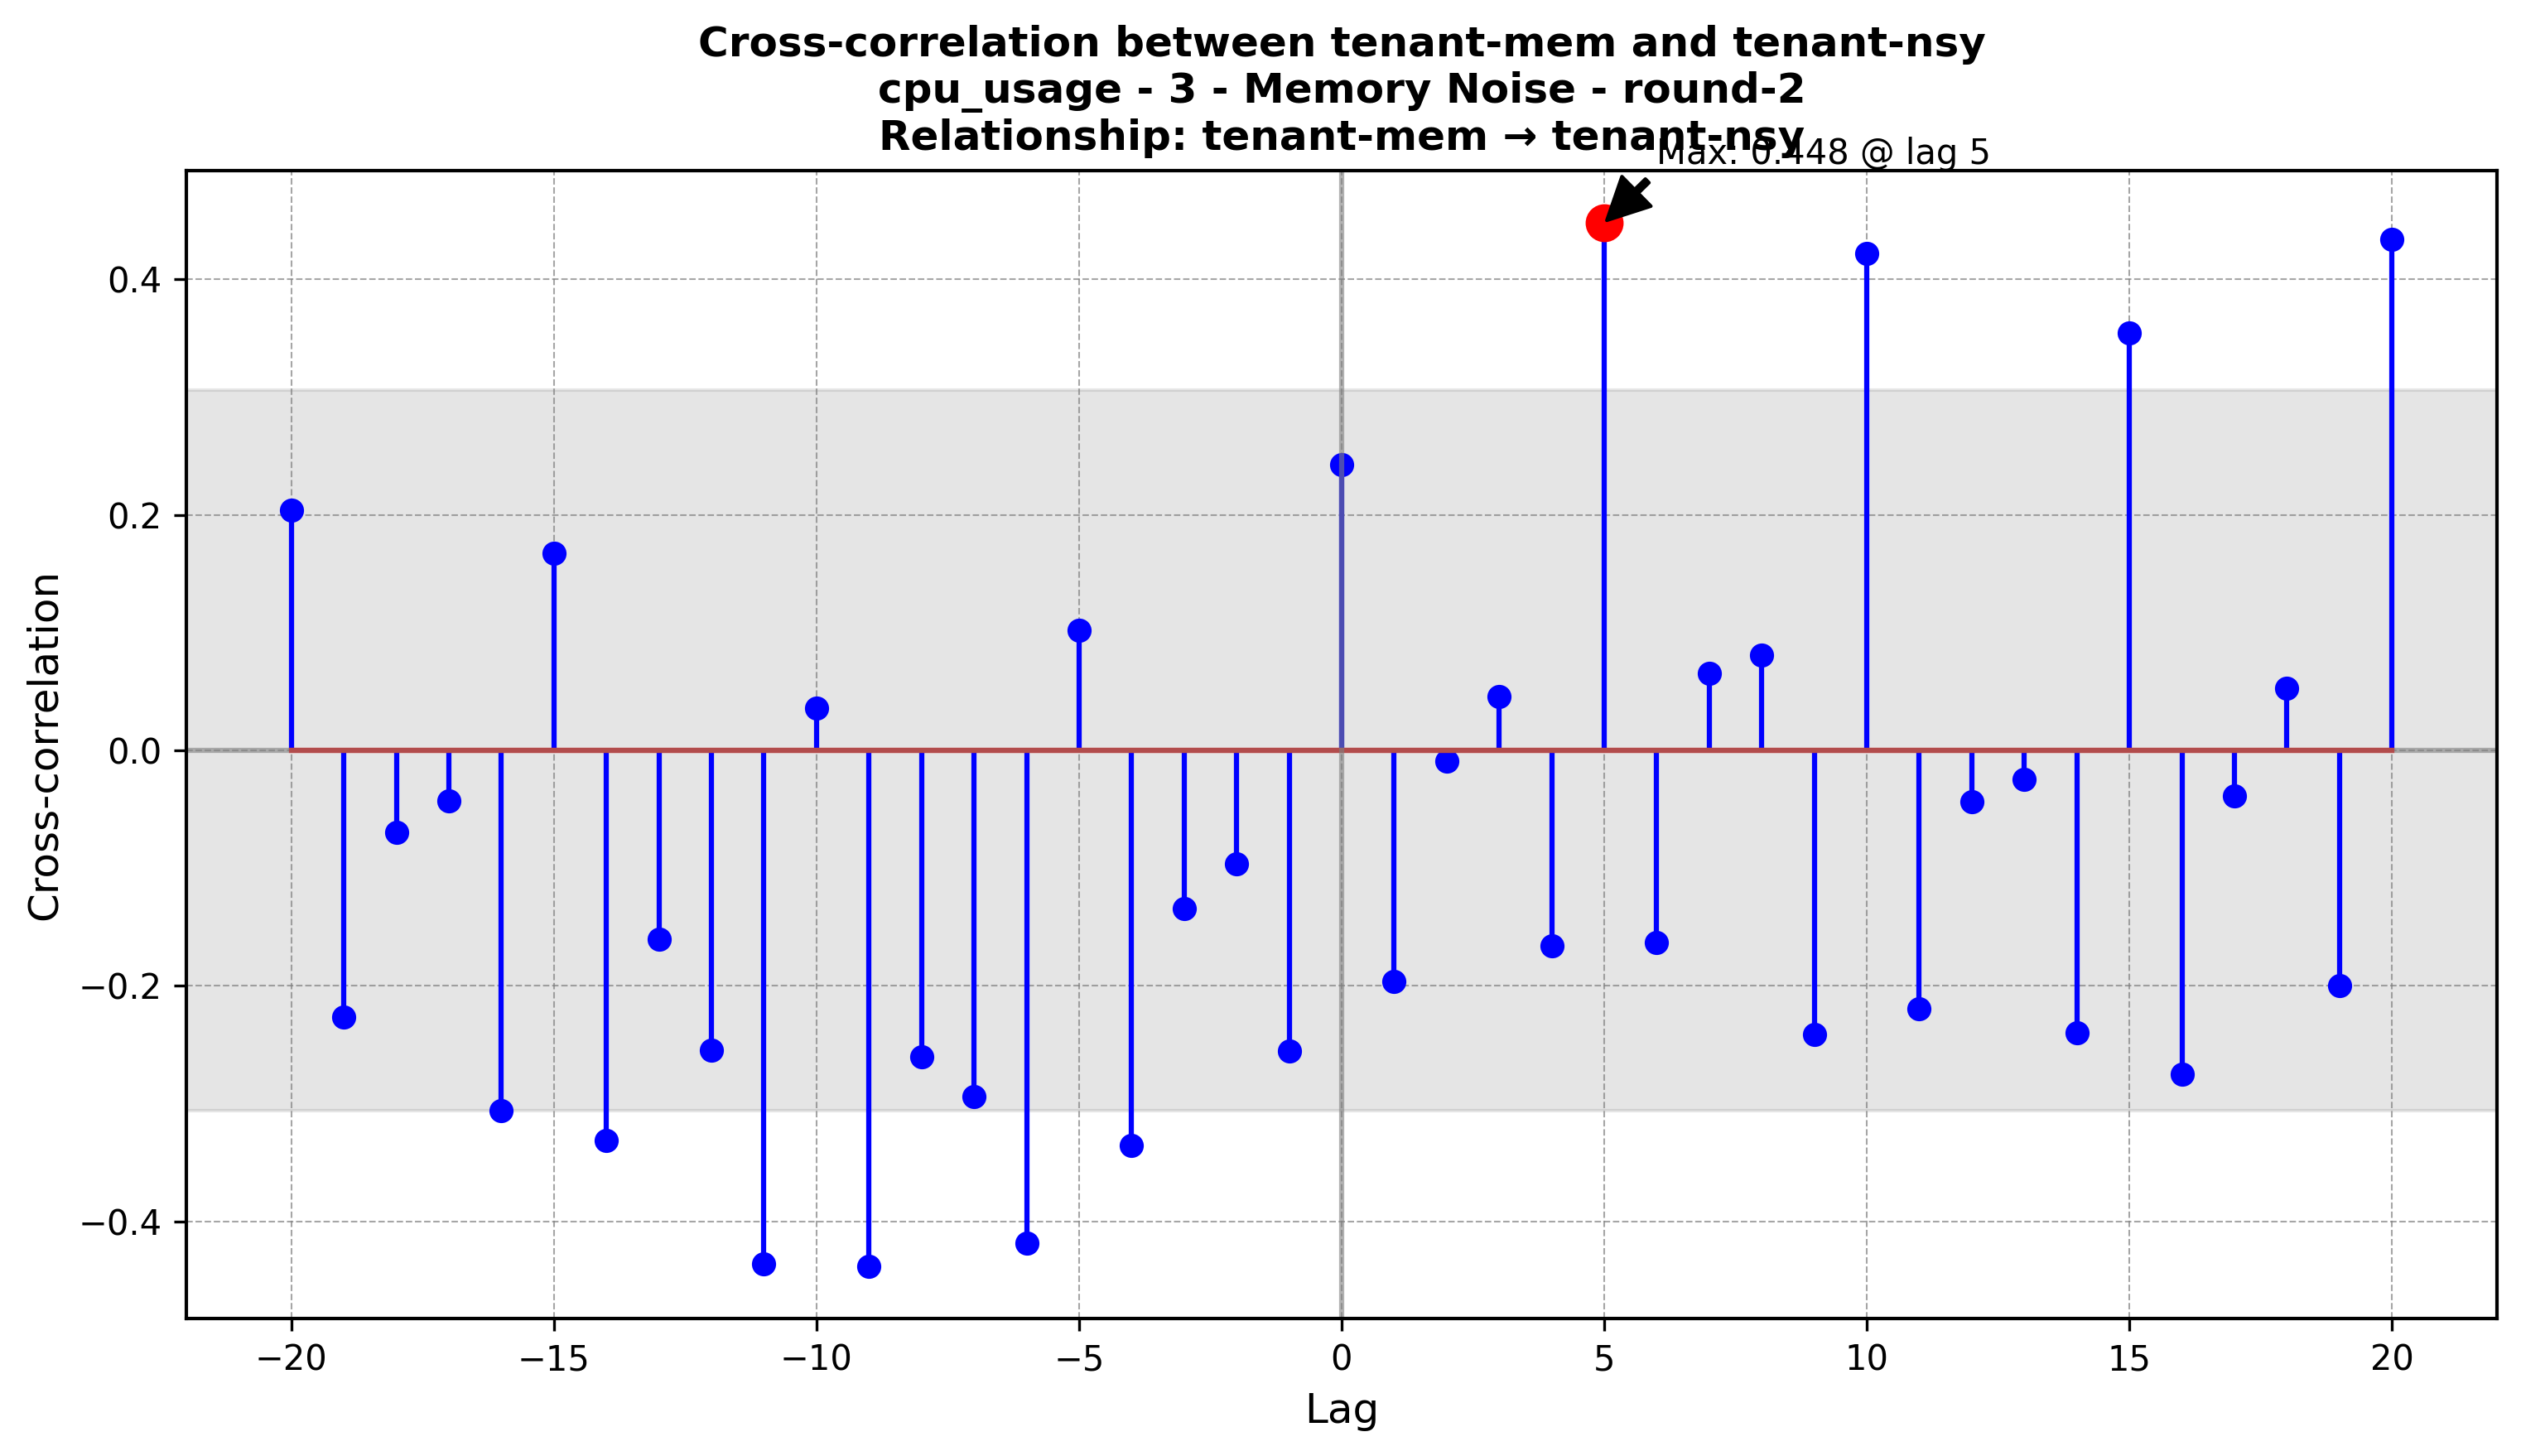 Cross-correlation between tenant-mem and tenant-nsy
cpu_usage - 3 - Memory Noise - round-2
Relationship: tenant-mem → tenant-nsy
Max: 0.448 @ lag 5
0.4
0.2
0.0
−0.2
−0.4
Cross-correlation
−20 −15 −10 −5 0 5 10 15 20
Lag